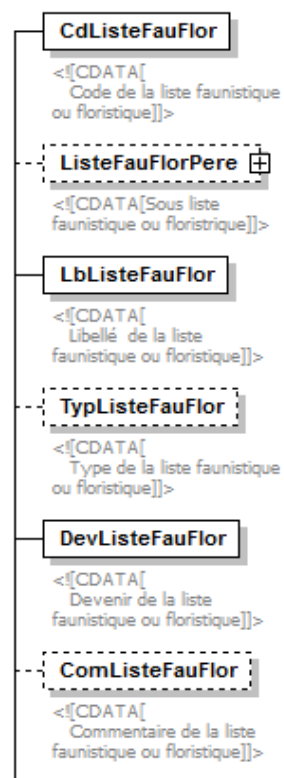 CdListeFauFlor
<![CDATA[
Code de la liste faunistique
ou floristique]]>
ListeFauFlorPere
<![CDATA[Sous liste
faunistique ou floristrique]]>
LbListeFauFlor
<![CDATA[
Libellé de la liste
faunistique ou floristique]]>
TypListeFauFlor
<![CDATA[
Type de la liste faunistique
ou floristique]]>
DevListeFauFlor
<![CDATA[
Devenir de la liste
faunistique ou floristique]]>
ComListeFauFlor
<![CDATA[
Commentaire de la liste
faunistique ou floristique]]>